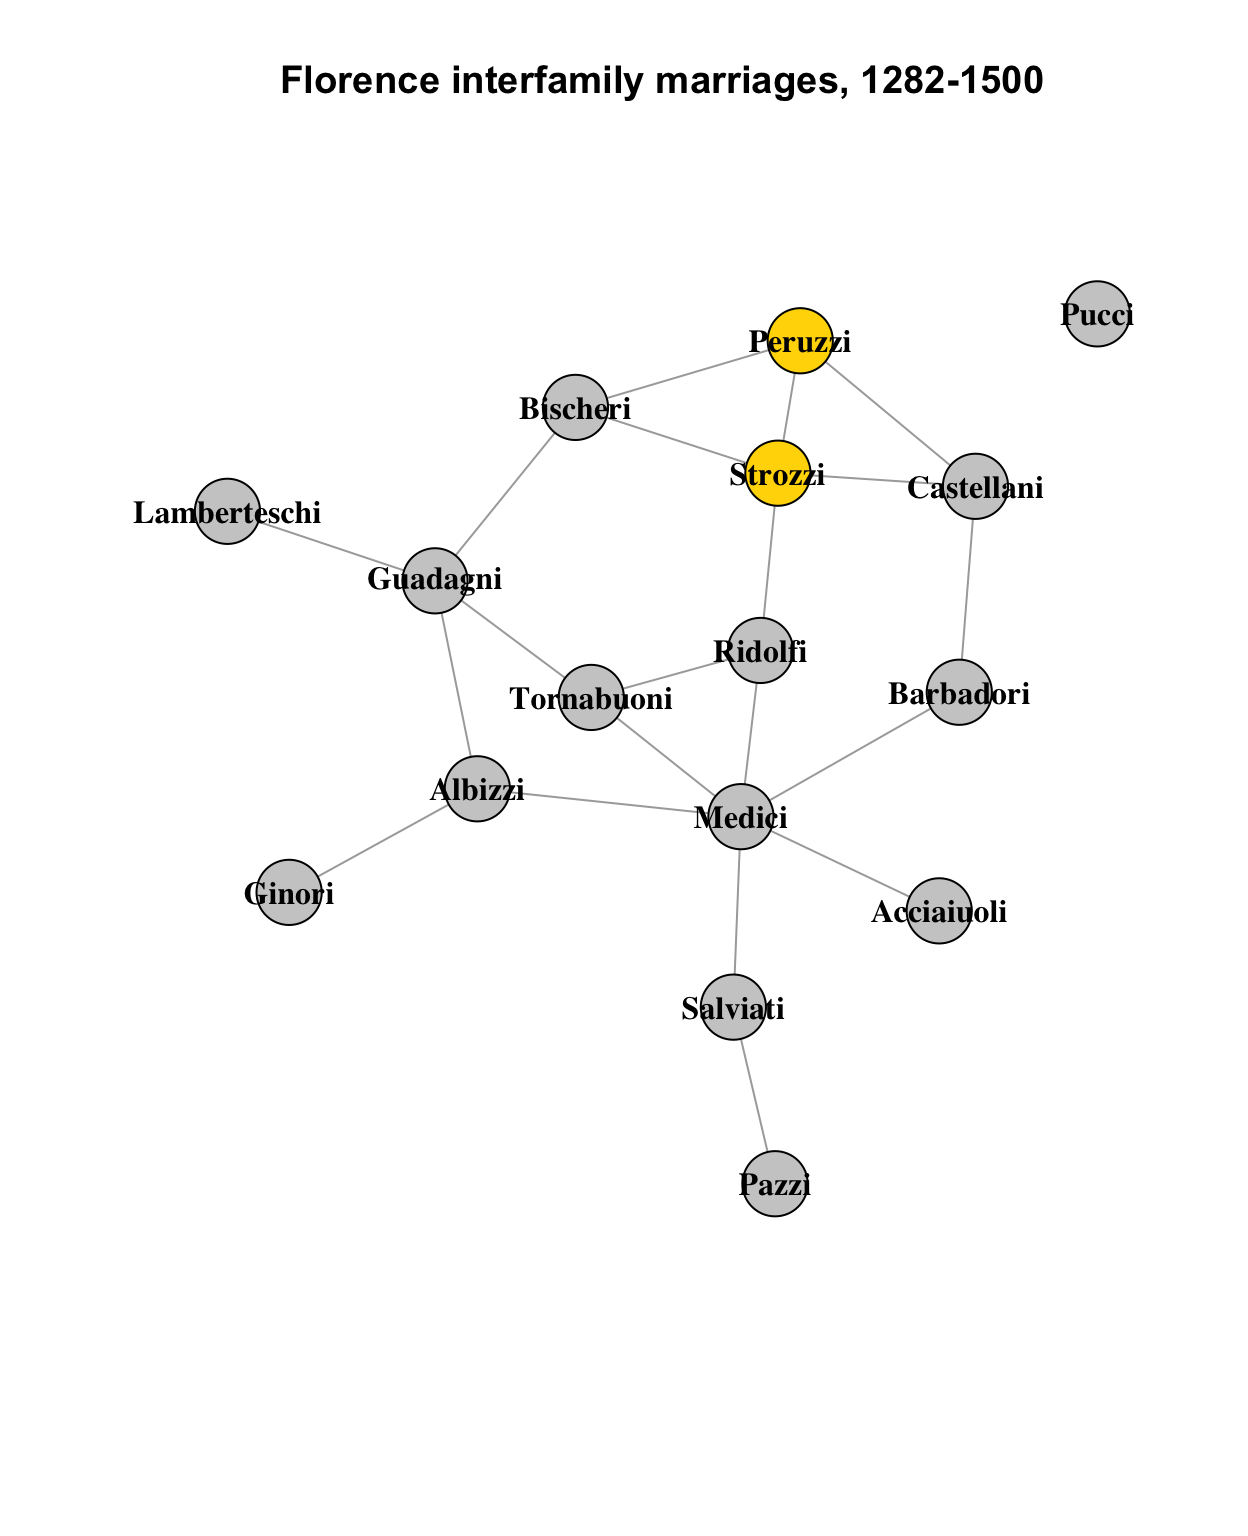 Florence interfamily marriages, 1282-1500
Pucci
Peruzzi
Bischeri
Strozzi
Castellani
Lamberteschi
Guadagni
Ridolfi
Barbadori
Tornabuoni
Albizzi
Medici
Ginori
Acciaiuoli
Salviati
Pazzi